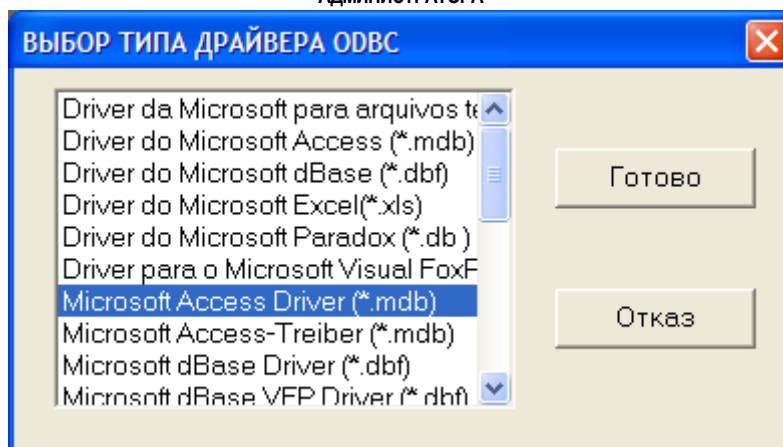 АДМИНИСТРАТОРА
ВЫБОР ТИПА ДРАЙВЕРА ODBC
Driver da Microsoft para arquivos te
Driver do Microsoft Access (*.mdb)
Driver do Microsoft dBase (*.dbf)
Driver do Microsoft Excel(*.xls)
Driver do Microsoft Paradox (*.db )
Driver para o Microsoft Visual FoxP
Microsoft Access Driver (*.mdb)
Microsoft Access-Treiber (*.mdb)
Microsoft dBase Driver (*.dbf)
Microsoft dBase VFP Driver (*.dbf)
Готово
Отказ